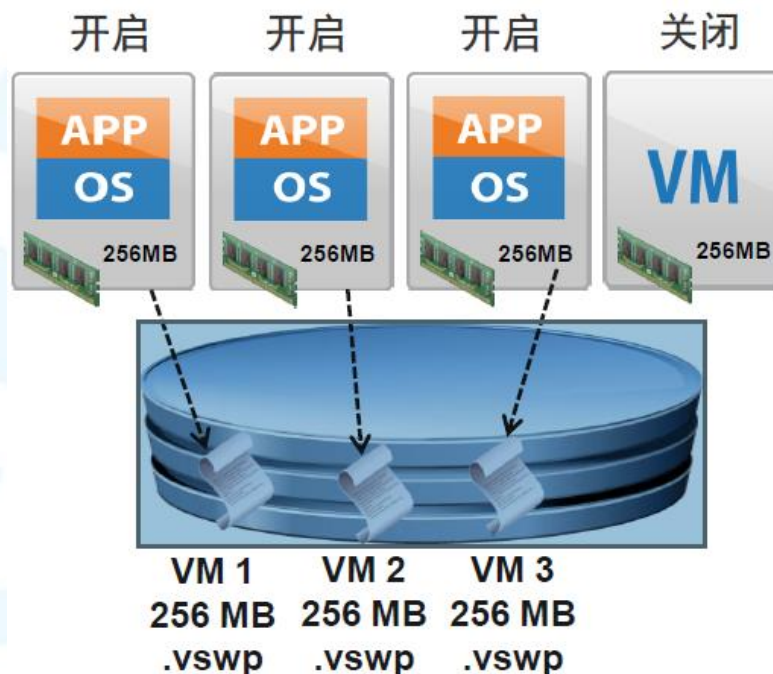 开启 开启 开启 关闭
APP APP APP
OS OS OS VM
256MB 256MB 256MB 256MB
VM 1 VM 2 VM 3
256 MB 256 MB 256 MB
.vswp .vswp .vswp